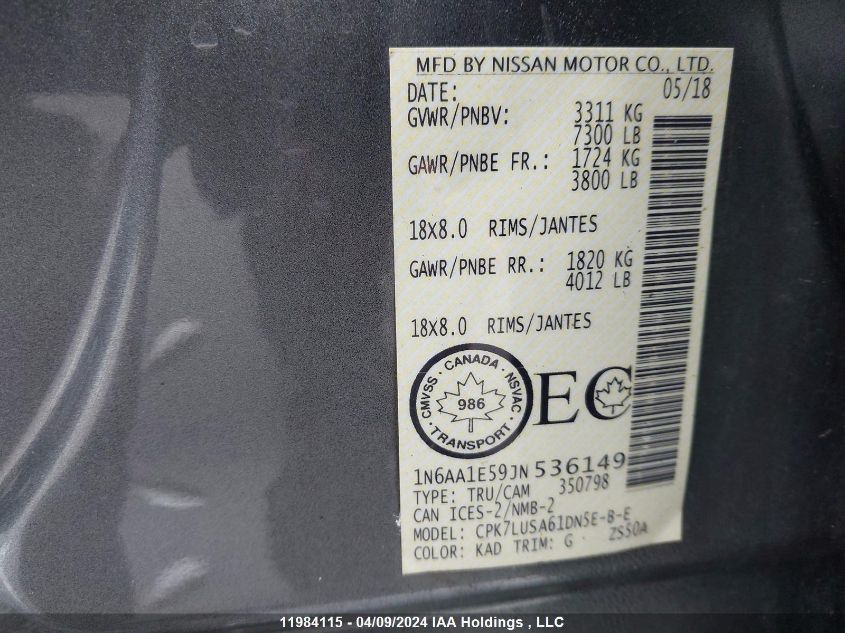 MFD BY NISSAN MOTOR CO., LTD.
DATE: 05/18
GVWR/PNBV: 3311 KG
7300 LB
GAWR/PNBE FR.: 1724 KG
3800 LB
18x8.0 RIMS/JANTES
GAWR/PNBE RR.: 1820 KG
4012 LB
18x8.0 RIMS/JANTES
CMVSS · CANADA · NSVAC · TRANSPORT ·
986
EC
1N6AA1E59JN536149
TYPE: TRU/CAM 350798
CAN ICES-2/NMB-2
MODEL: CPK7LUSA61DN5E-B-E
COLOR: KAD TRIM: G ZS50A
11984115 - 04/09/2024 IAA Holdings , LLC